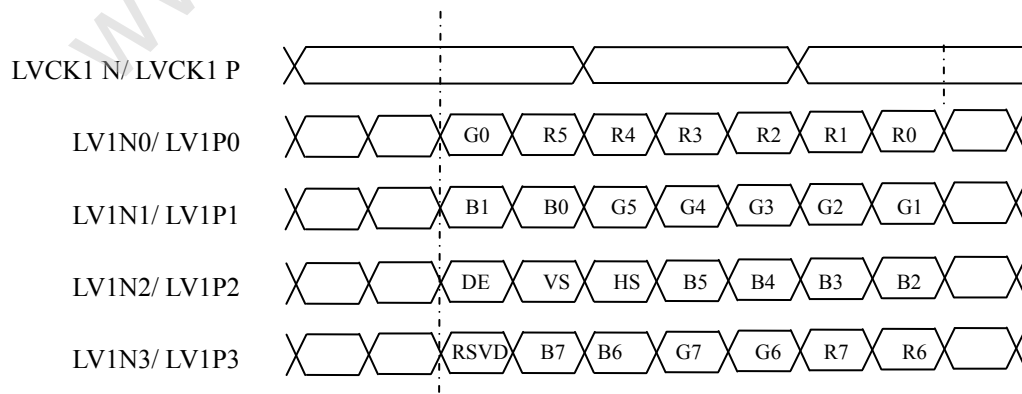 LVCK1 N/ LVCK1 P
LV1N0/ LV1P0 G0 R5 R4 R3 R2 R1 R0
LV1N1/ LV1P1 B1 B0 G5 G4 G3 G2 G1
LV1N2/ LV1P2 DE VS HS B5 B4 B3 B2
LV1N3/ LV1P3 RSVD B7 B6 G7 G6 R7 R6